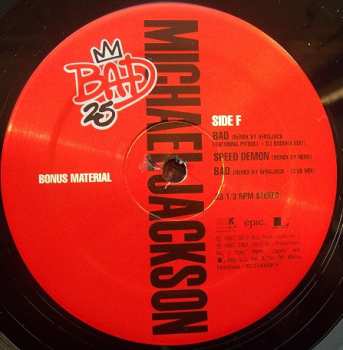 BAD
25
MICHAEL JACKSON
BONUS MATERIAL
SIDE F
BAD (REMIX BY AFROJACK
FEATURING PITBULL - DJ BUDDHA EDIT)
SPEED DEMON (REMIX BY NERO)
BAD (REMIX BY AFROJACK - CLUB MIX)
33 1/3 RPM STEREO
epic.